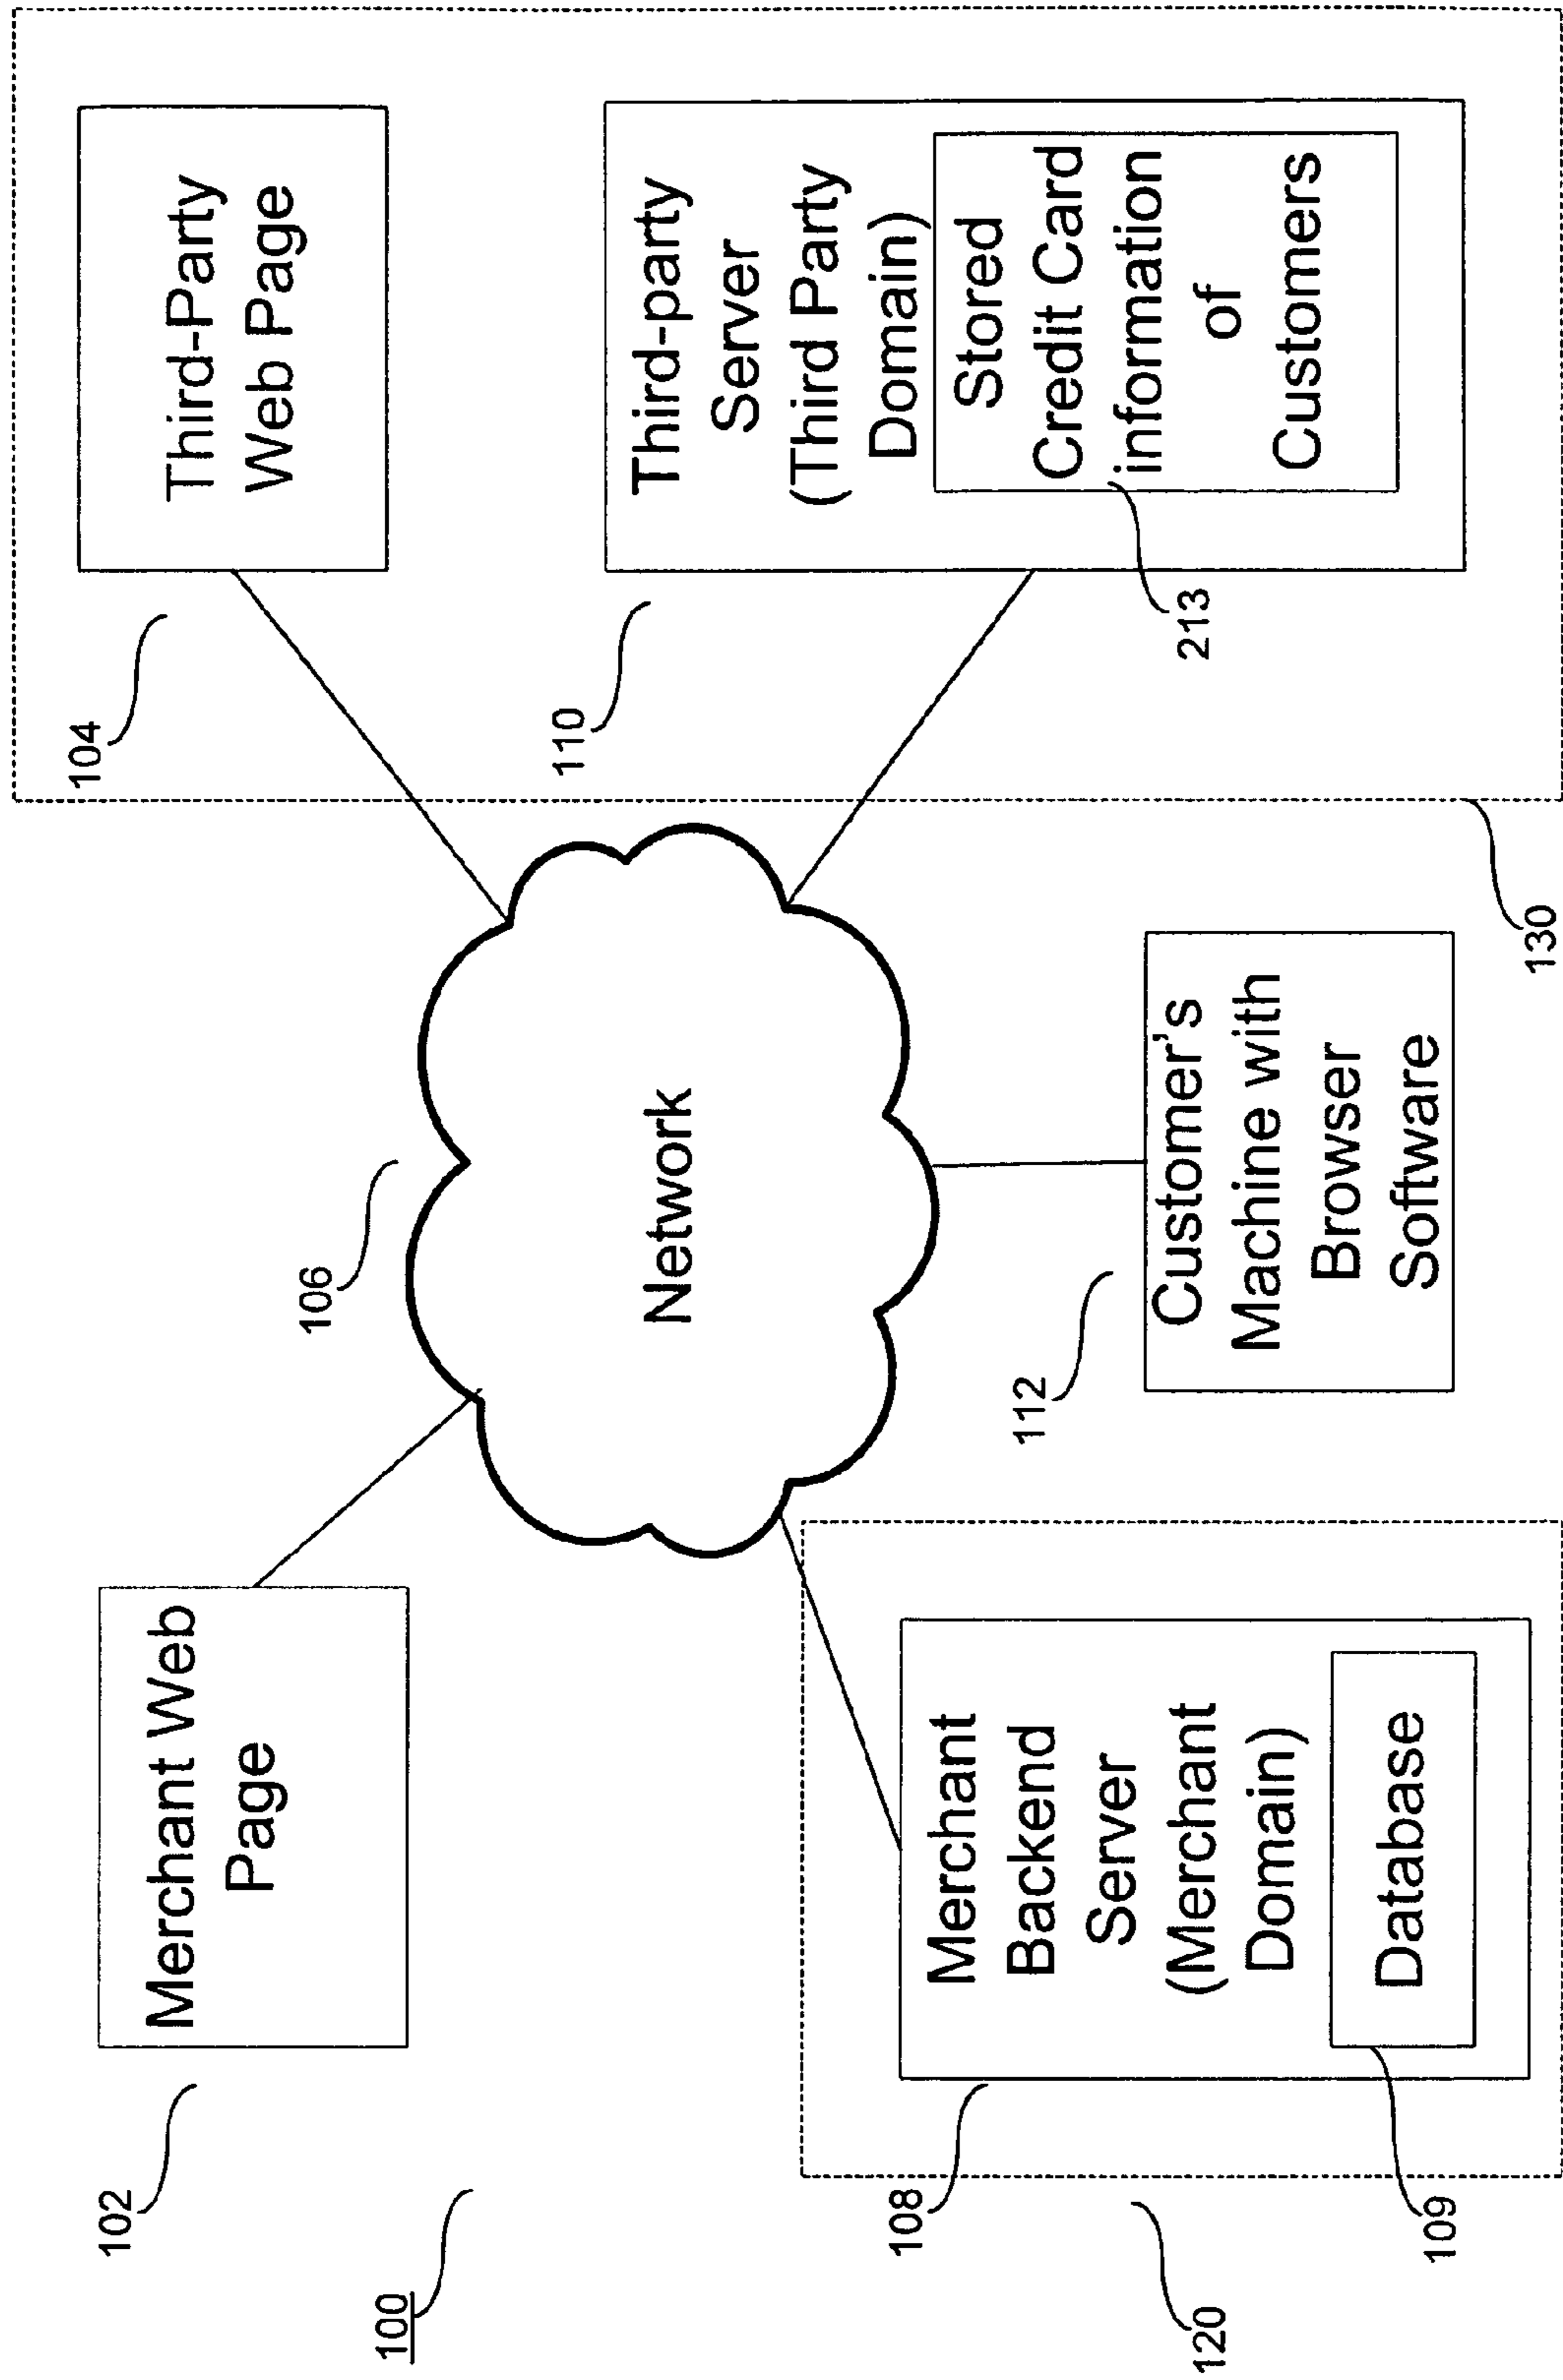 100
102
Merchant Web
Page
106
Network
104
Third-Party
Web Page
110
Third-party
Server
(Third Party
Domain)
Stored
Credit Card
information
of
Customers
213
130
112
Customer's
Machine with
Browser
Software
108
Merchant
Backend
Server
(Merchant
Domain)
Database
109
120